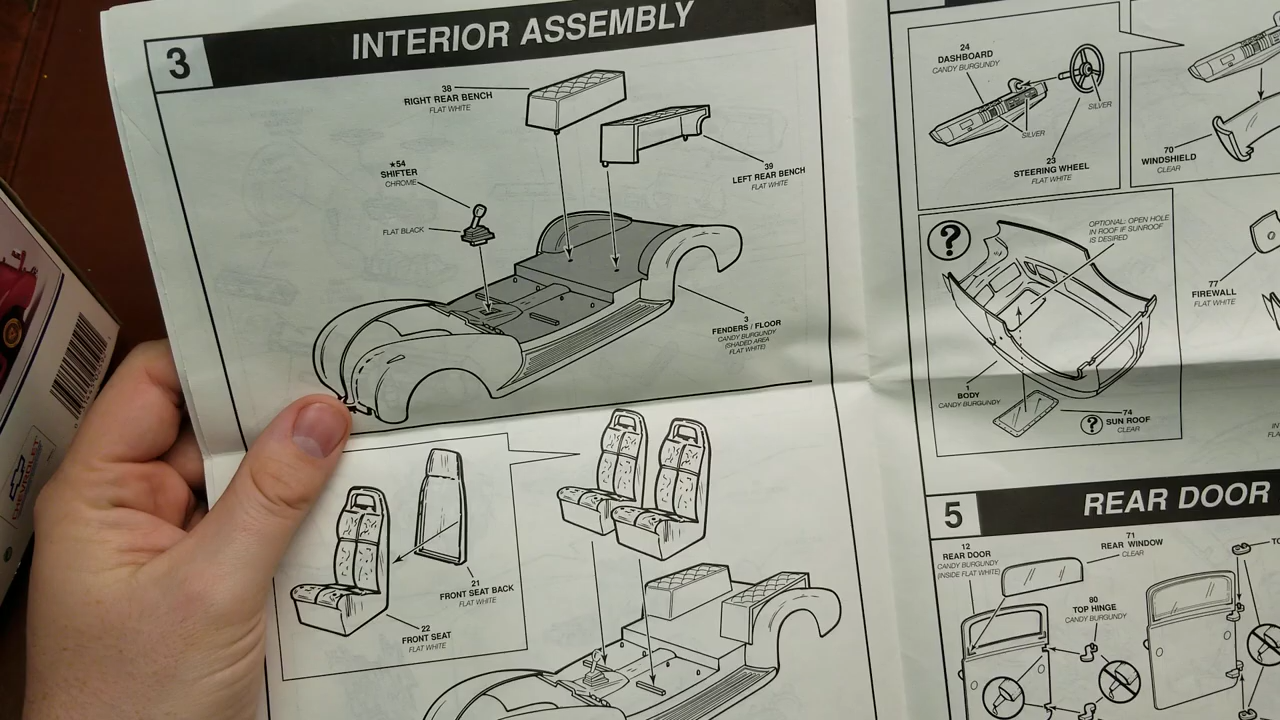 3
INTERIOR ASSEMBLY
38
RIGHT REAR BENCH
FLAT WHITE
★54
SHIFTER
CHROME
FLAT BLACK
39
LEFT REAR BENCH
FLAT WHITE
3
FENDERS / FLOOR
CANDY BURGUNDY
(SHADED AREA
FLAT WHITE)
21
FRONT SEAT BACK
FLAT WHITE
22
FRONT SEAT
FLAT WHITE
24
DASHBOARD
CANDY BURGUNDY
SILVER
SILVER
23
STEERING WHEEL
FLAT WHITE
70
WINDSHIELD
CLEAR
?
OPTIONAL: OPEN HOLE
IN ROOF IF SUNROOF
IS DESIRED
BODY
CANDY BURGUNDY
74
? SUN ROOF
CLEAR
77
FIREWALL
FLAT WHITE
5
REAR DOOR
12
REAR DOOR
CANDY BURGUNDY
(INSIDE FLAT WHITE)
71
REAR WINDOW
CLEAR
80
TOP HINGE
CANDY BURGUNDY
CHEVROLET